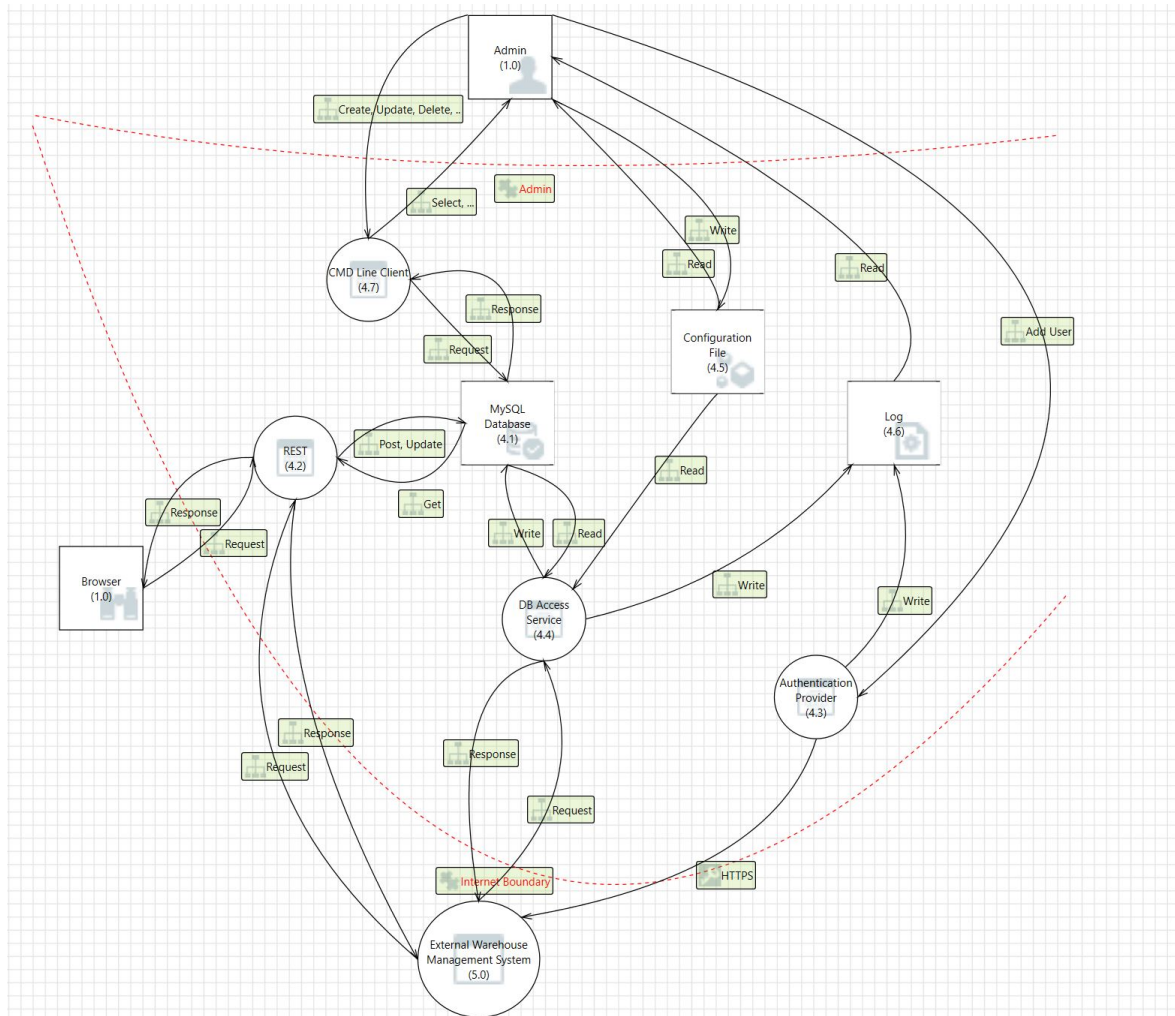 Admin
(1.0)
Create, Update, Delete, ..
Admin
Select, ...
Write
Read
Read
CMD Line Client
(4.7)
Response
Add User
Request
Configuration
File
(4.5)
MySQL
Database
(4.1)
Log
(4.6)
REST
(4.2)
Post, Update
Read
Get
Response
Write
Read
Request
Browser
(1.0)
Write
DB Access
Service
(4.4)
Write
Authentication
Provider
(4.3)
Response
Response
Request
Request
HTTPS
Internet Boundary
External Warehouse
Management System
(5.0)